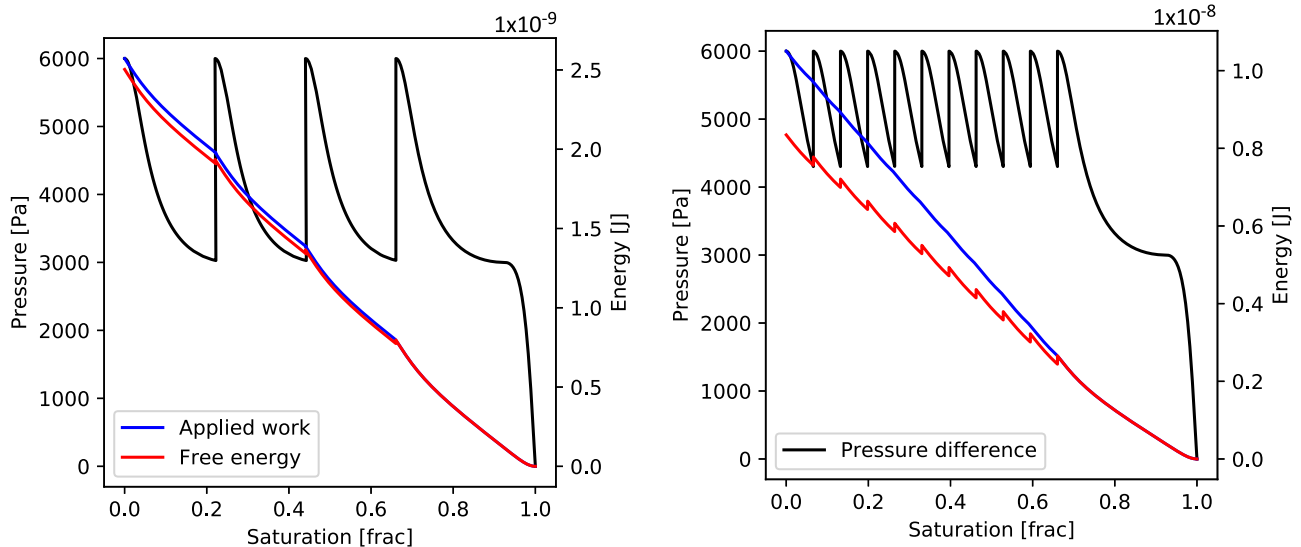 1x10-9
6000
5000
4000
3000
2000
1000
0
Pressure [Pa]
2.5
2.0
1.5
1.0
0.5
0.0
Energy [J]
Applied work
Free energy
0.0 0.2 0.4 0.6 0.8 1.0
Saturation [frac]
1x10-8
6000
5000
4000
3000
2000
1000
0
Pressure [Pa]
1.0
0.8
0.6
0.4
0.2
0.0
Energy [J]
Pressure difference
0.0 0.2 0.4 0.6 0.8 1.0
Saturation [frac]